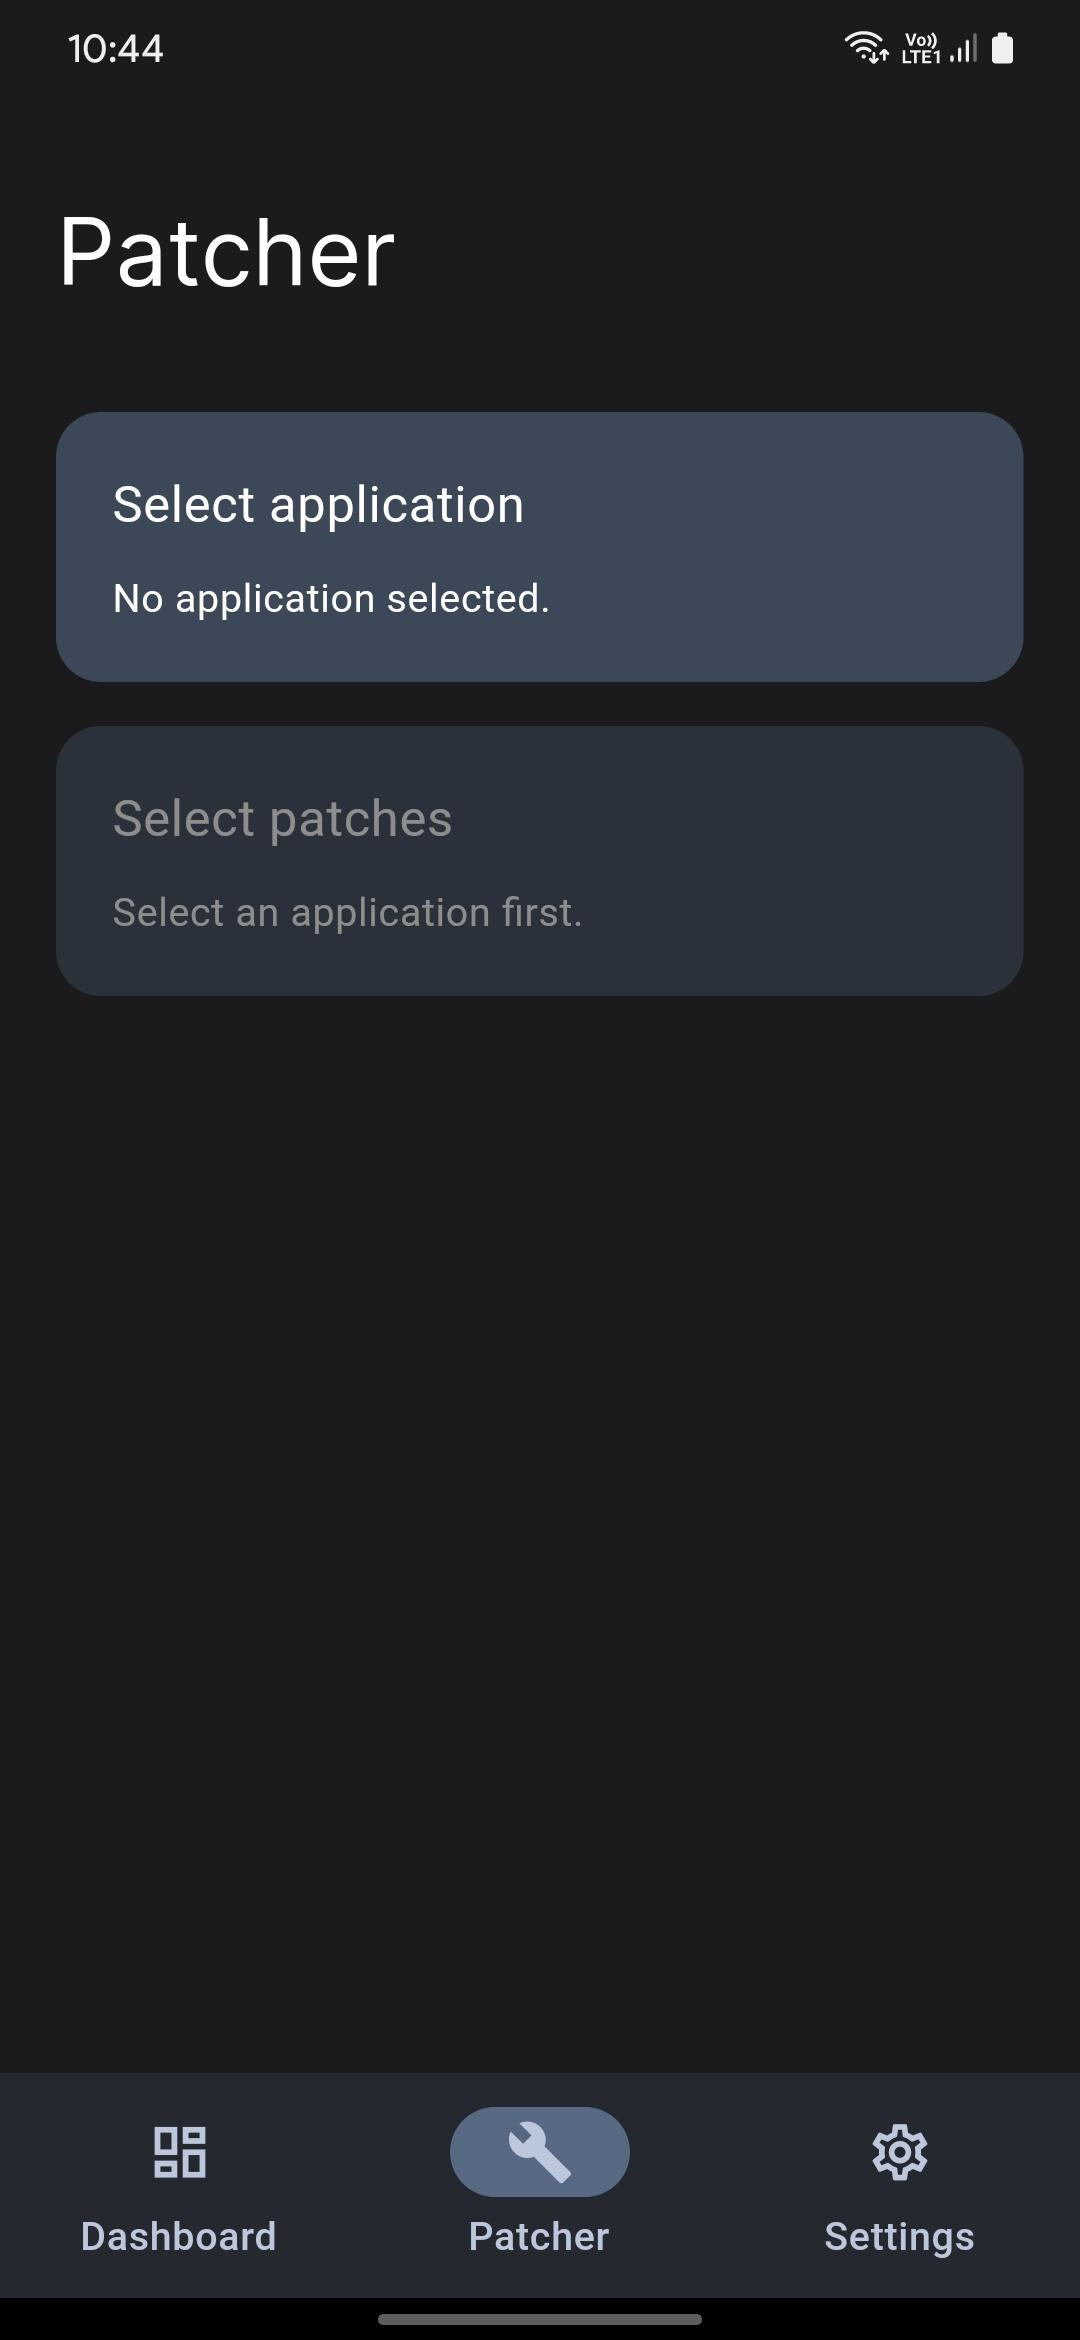 10:44
Vo))
LTE1
Patcher
Select application
No application selected.
Select patches
Select an application first.
Dashboard
Patcher
Settings